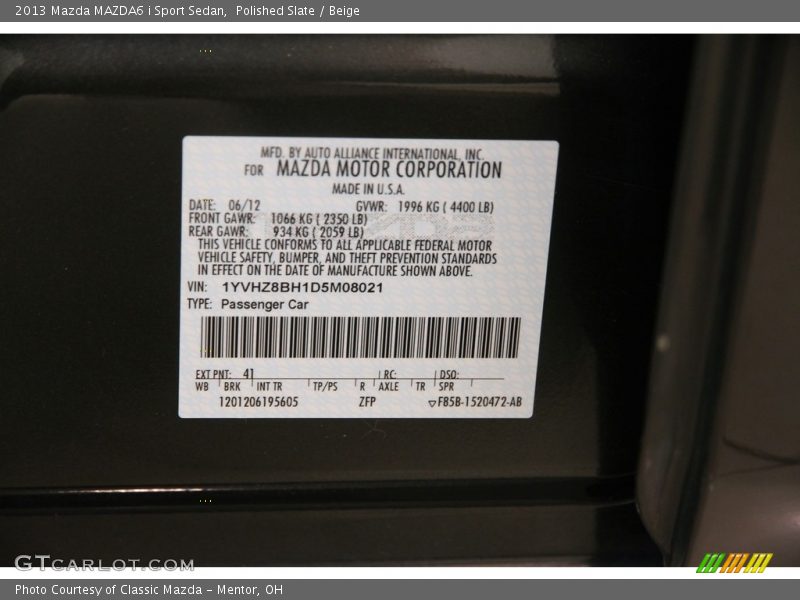 2013 Mazda MAZDA6 i Sport Sedan,  Polished Slate / Beige
MFD. BY AUTO ALLIANCE INTERNATIONAL, INC.
FOR MAZDA MOTOR CORPORATION
MADE IN U.S.A.
DATE: 06/12 GVWR: 1996 KG ( 4400 LB)
FRONT GAWR: 1066 KG ( 2350 LB)
REAR GAWR: 934 KG ( 2059 LB)
THIS VEHICLE CONFORMS TO ALL APPLICABLE FEDERAL MOTOR
VEHICLE SAFETY, BUMPER, AND THEFT PREVENTION STANDARDS
IN EFFECT ON THE DATE OF MANUFACTURE SHOWN ABOVE.
VIN: 1YVHZ8BH1D5M08021
TYPE: Passenger Car
EXT PNT: 41 RC: DSO:
WB BRK INT TR TP/PS R AXLE TR SPR
1201206195605 ZFP ▽F85B-1520472-AB
GTCARLOT.COM
Photo Courtesy of Classic Mazda – Mentor, OH